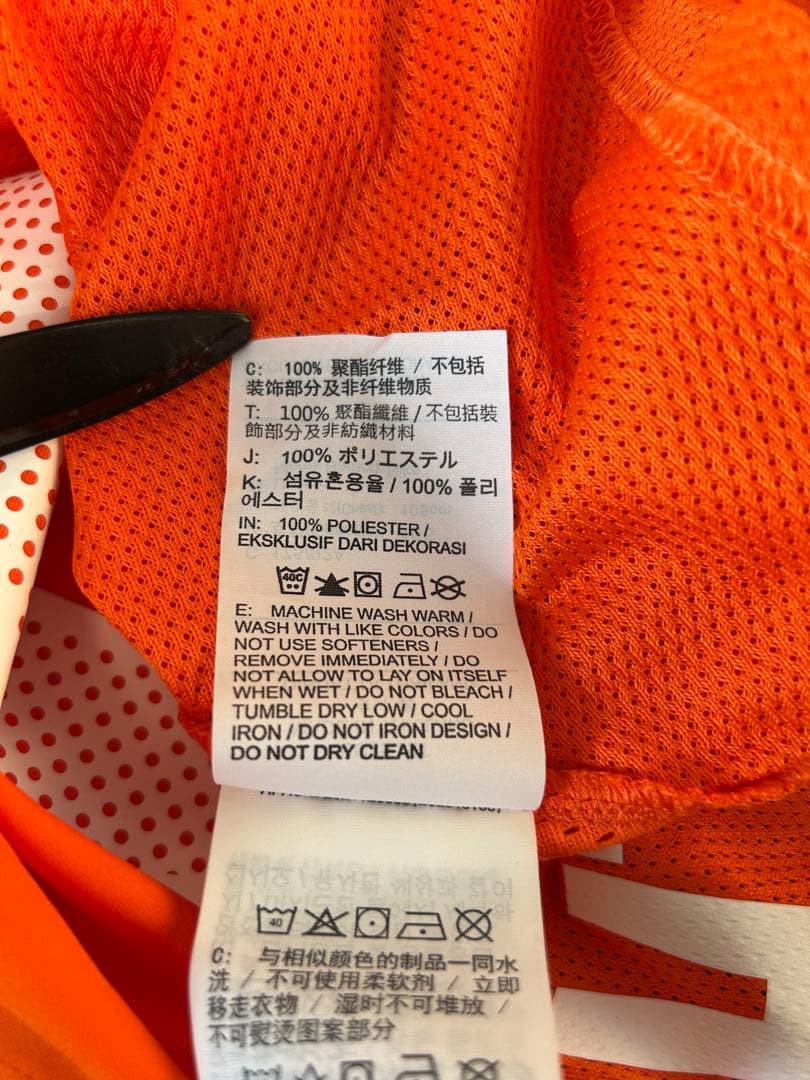 C: 100% 聚酯纤维 / 不包括
装饰部分及非纤维物质
T: 100% 聚酯纖維 / 不包括裝
飾部分及非紡織材料
J: 100% ポリエステル
K: 섬유혼용율 / 100% 폴리
에스터
IN: 100% POLIESTER /
EKSKLUSIF DARI DEKORASI
40C
E: MACHINE WASH WARM /
WASH WITH LIKE COLORS / DO
NOT USE SOFTENERS /
REMOVE IMMEDIATELY / DO
NOT ALLOW TO LAY ON ITSELF
WHEN WET / DO NOT BLEACH /
TUMBLE DRY LOW / COOL
IRON / DO NOT IRON DESIGN /
DO NOT DRY CLEAN
40
C: 与相似颜色的制品一同水
洗 / 不可使用柔软剂 / 立即
移走衣物 / 湿时不可堆放 /
不可熨烫图案部分